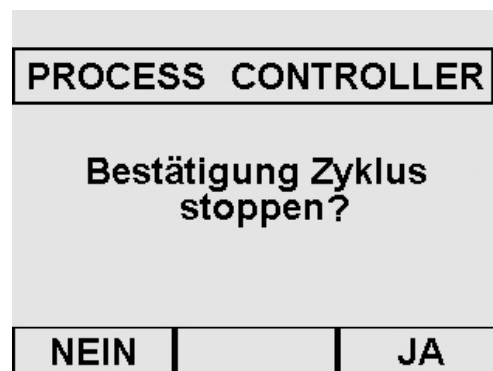 PROCESS CONTROLLER
Bestätigung Zyklus
stoppen?
NEIN JA